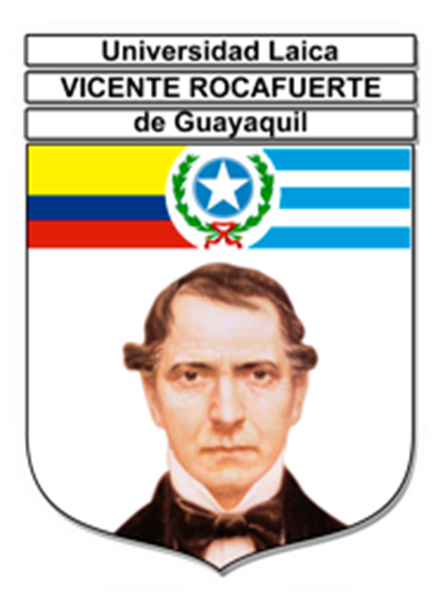 Universidad Laica
VICENTE ROCAFUERTE
de Guayaquil